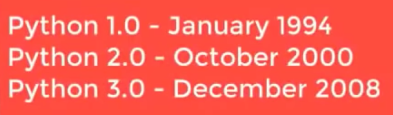 Python 1.0 - January 1994
Python 2.0 - October 2000
Python 3.0 - December 2008